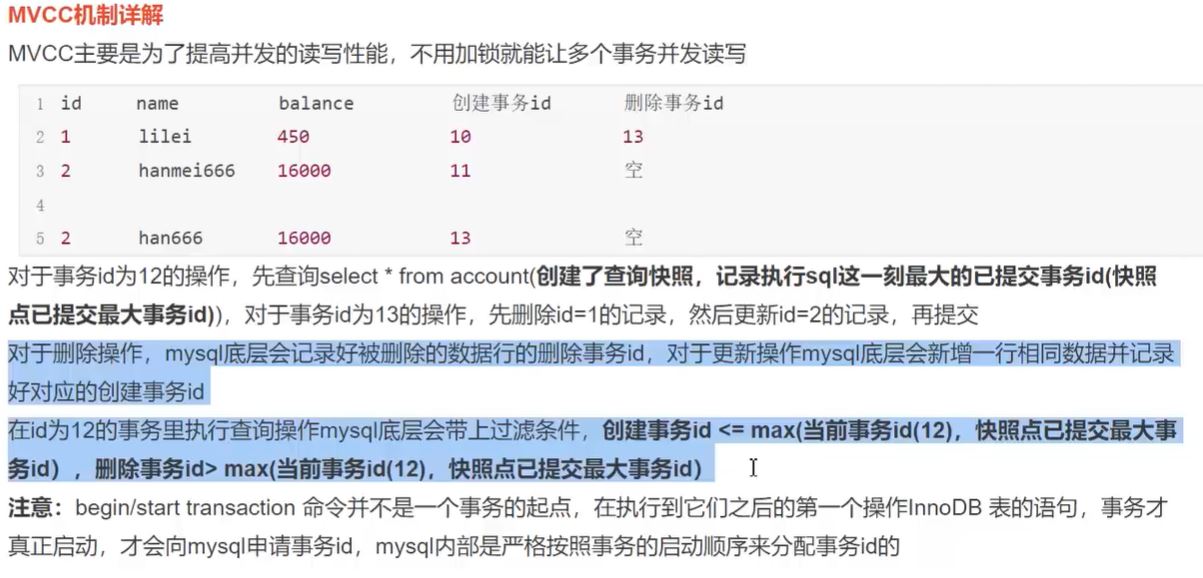 MVCC机制详解
MVCC主要是为了提高并发的读写性能，不用加锁就能让多个事务并发读写
1 id name balance 创建事务id 删除事务id
2 1 lilei 450 10 13
3 2 hanmei666 16000 11 空
4
5 2 han666 16000 13 空
对于事务id为12的操作，先查询select * from account(创建了查询快照，记录执行sql这一刻最大的已提交事务id(快照
点已提交最大事务id))，对于事务id为13的操作，先删除id=1的记录，然后更新id=2的记录，再提交
对于删除操作，mysql底层会记录好被删除的数据行的删除事务id，对于更新操作mysql底层会新增一行相同数据并记录
好对应的创建事务id
在id为12的事务里执行查询操作mysql底层会带上过滤条件，创建事务id <= max(当前事务id(12)，快照点已提交最大事
务id），删除事务id> max(当前事务id(12)，快照点已提交最大事务id）
注意：begin/start transaction 命令并不是一个事务的起点，在执行到它们之后的第一个操作InnoDB 表的语句，事务才
真正启动，才会向mysql申请事务id，mysql内部是严格按照事务的启动顺序来分配事务id的